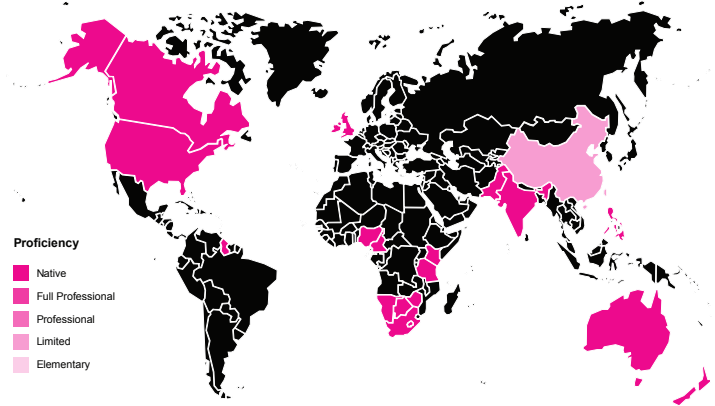 Proficiency
Native
Full Professional
Professional
Limited
Elementary